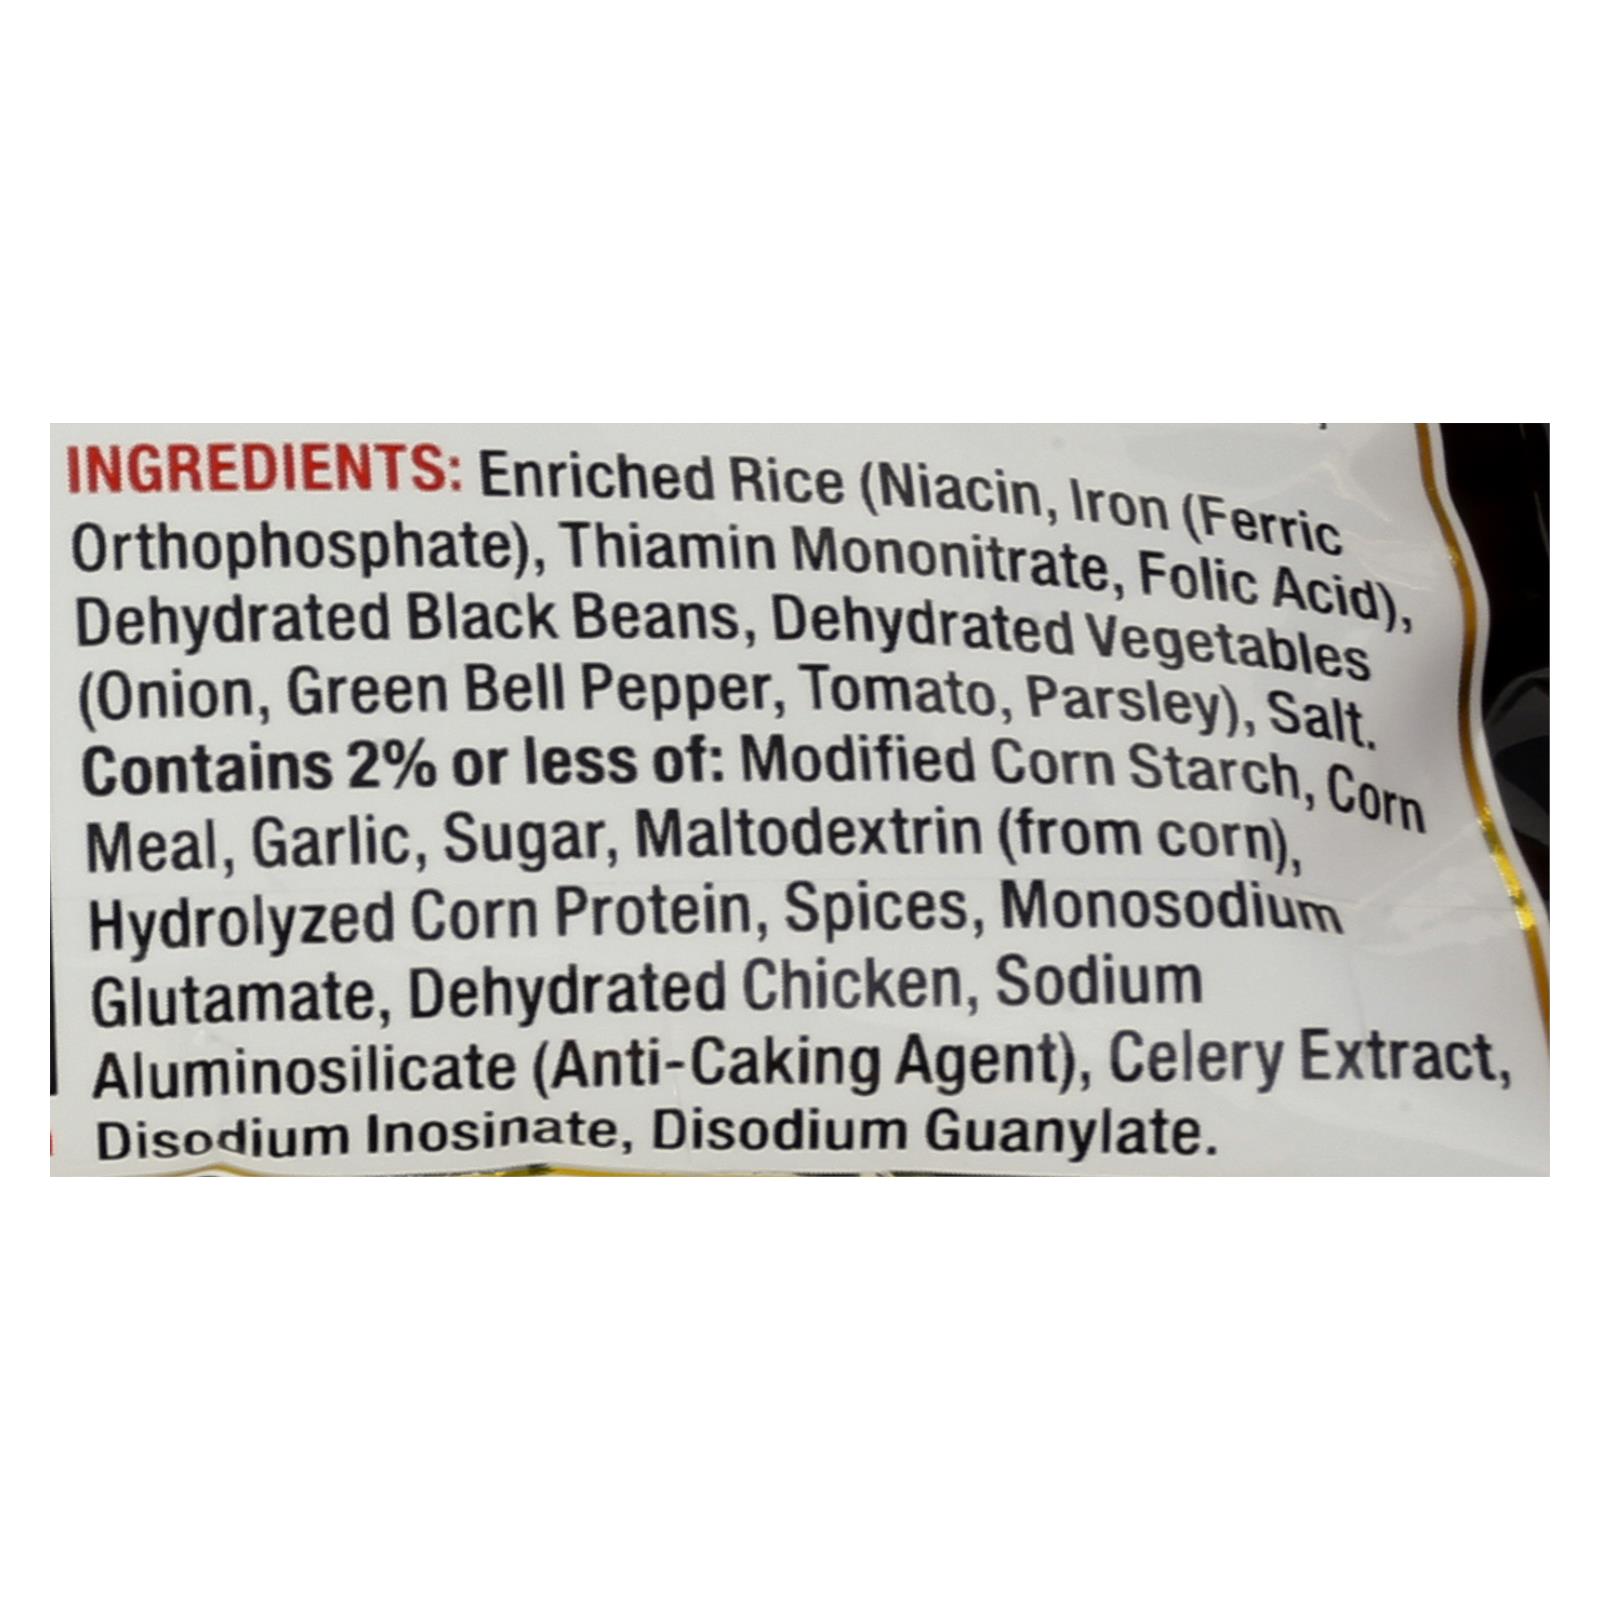 INGREDIENTS: Enriched Rice (Niacin, Iron (Ferric
Orthophosphate), Thiamin Mononitrate, Folic Acid),
Dehydrated Black Beans, Dehydrated Vegetables
(Onion, Green Bell Pepper, Tomato, Parsley), Salt.
Contains 2% or less of: Modified Corn Starch, Corn
Meal, Garlic, Sugar, Maltodextrin (from corn),
Hydrolyzed Corn Protein, Spices, Monosodium
Glutamate, Dehydrated Chicken, Sodium
Aluminosilicate (Anti-Caking Agent), Celery Extract,
Disodium Inosinate, Disodium Guanylate.